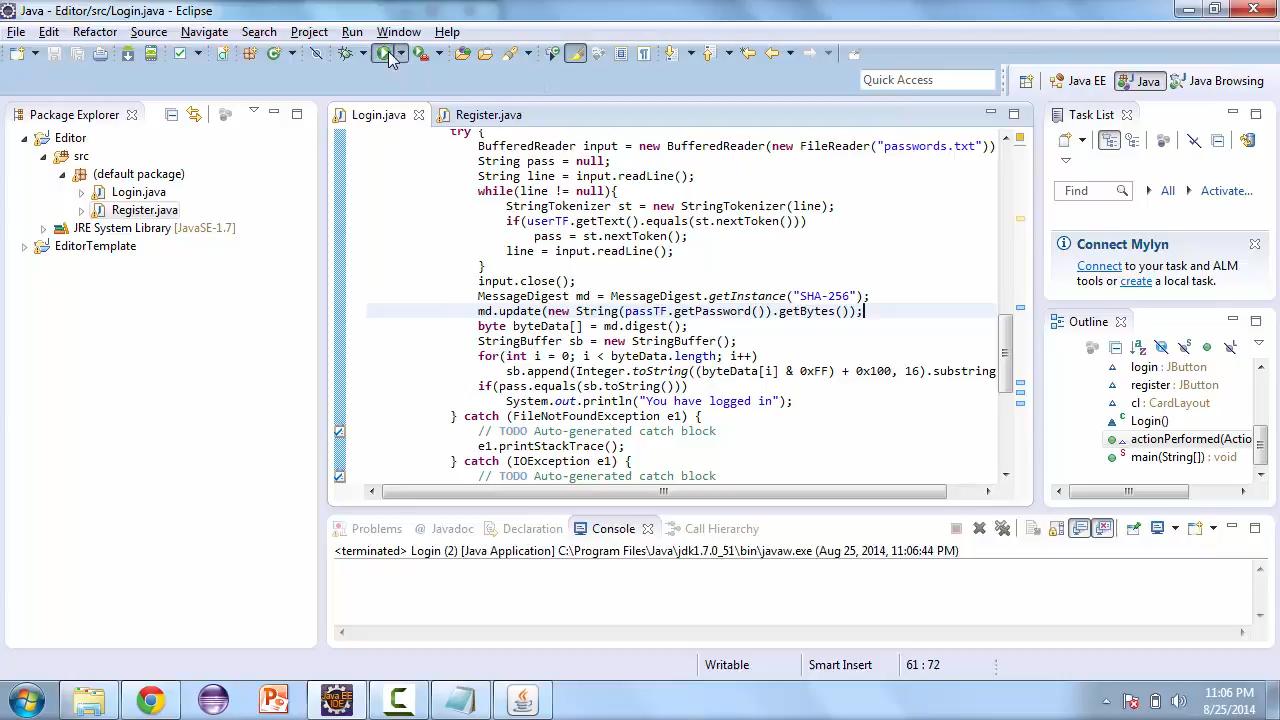 Java - Editor/src/Login.java - Eclipse
File Edit Refactor Source Navigate Search Project Run Window Help
Quick Access
Java EE
Java
Java Browsing
Package Explorer
Editor
src
(default package)
Login.java
Register.java
JRE System Library [JavaSE-1.7]
EditorTemplate
Login.java
Register.java
try {
BufferedReader input = new BufferedReader(new FileReader("passwords.txt"))
String pass = null;
String line = input.readLine();
while(line != null){
StringTokenizer st = new StringTokenizer(line);
if(userTF.getText().equals(st.nextToken()))
pass = st.nextToken();
line = input.readLine();
}
input.close();
MessageDigest md = MessageDigest.getInstance("SHA-256");
md.update(new String(passTF.getPassword()).getBytes());
byte byteData[] = md.digest();
StringBuffer sb = new StringBuffer();
for(int i = 0; i < byteData.length; i++)
sb.append(Integer.toString((byteData[i] & 0xFF) + 0x100, 16).substring
if(pass.equals(sb.toString()))
System.out.println("You have logged in");
} catch (FileNotFoundException e1) {
// TODO Auto-generated catch block
e1.printStackTrace();
} catch (IOException e1) {
// TODO Auto-generated catch block
Task List
Find
All
Activate...
Connect Mylyn
Connect to your task and ALM
tools or create a local task.
Outline
login : JButton
register : JButton
cl : CardLayout
Login()
actionPerformed(Actio
main(String[]) : void
Problems
@ Javadoc
Declaration
Console
Call Hierarchy
<terminated> Login (2) [Java Application] C:\Program Files\Java\jdk1.7.0_51\bin\javaw.exe (Aug 25, 2014, 11:06:44 PM)
Writable
Smart Insert
61 : 72
Java EE
IDE
11:06 PM
8/25/2014